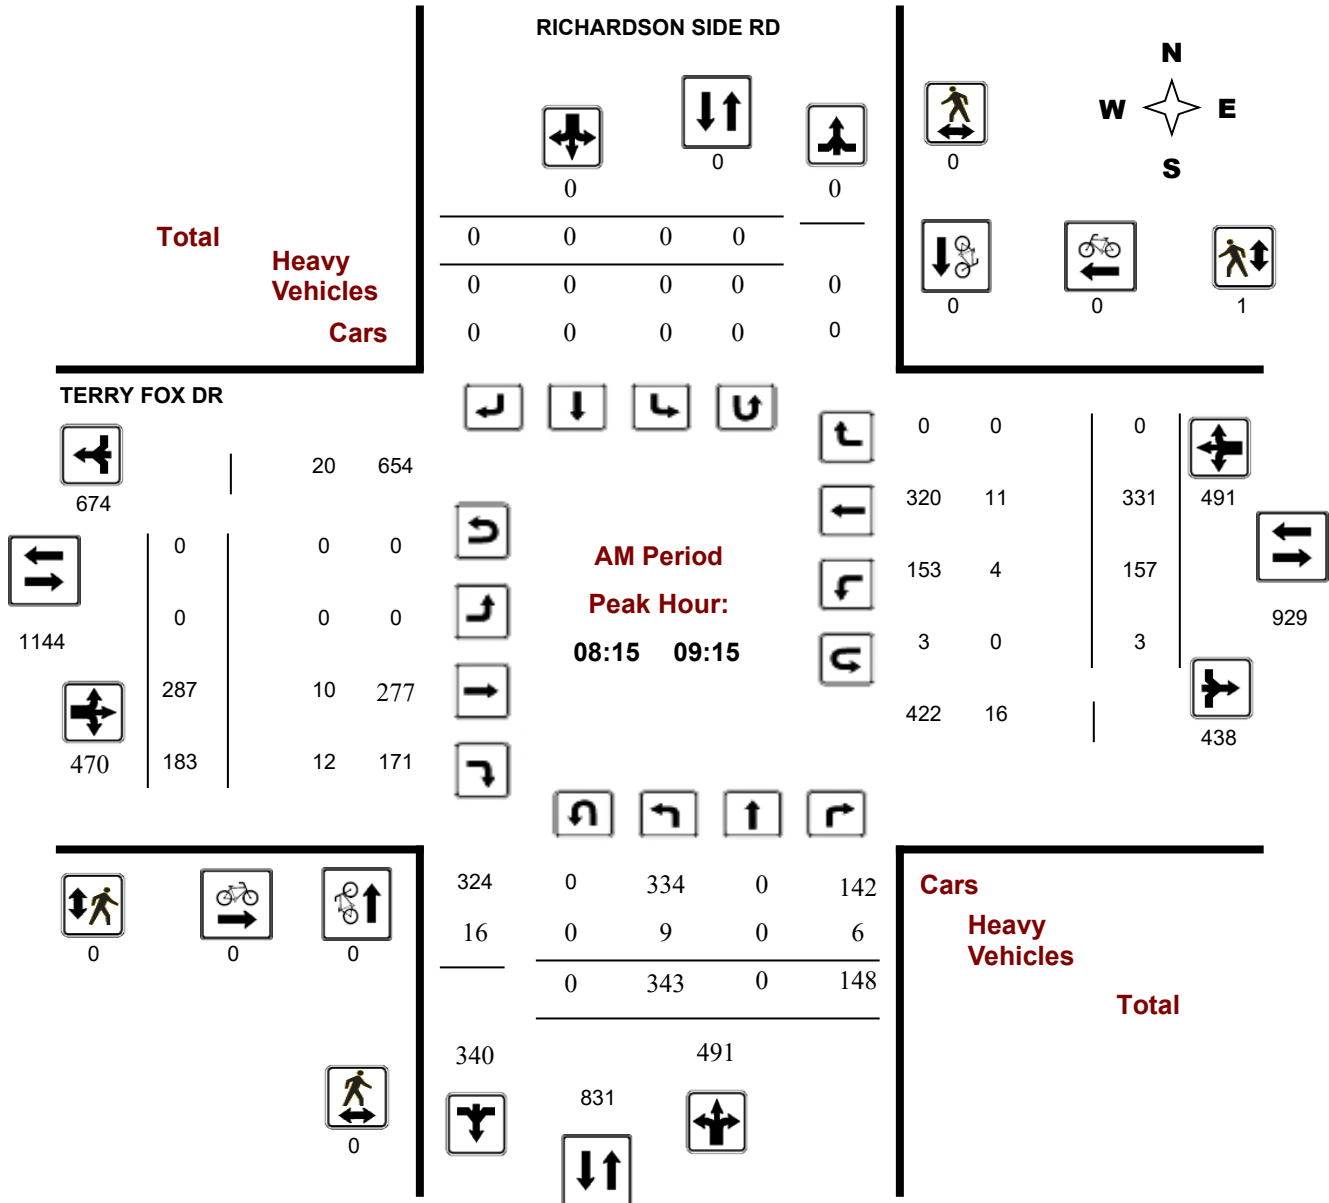 RICHARDSON SIDE RD
N
W E
S
0
0
0 0
0
Total
0 0 0 0
Heavy
Vehicles
0 0 0 0 0
Cars
0 0 0 0 0
0 0 1
TERRY FOX DR
0 0 0
20 654
674
320 11 331 491
0 0 0
AM Period
153 4 157
Peak Hour:
0 0 0
929
1144
08:15 09:15
3 0 3
287 10 277
422 16
438
470 183 12 171
324 0 334 0 142
Cars
16 0 9 0 6
Heavy
Vehicles
0 0 0
0 343 0 148
Total
340 491
831
0